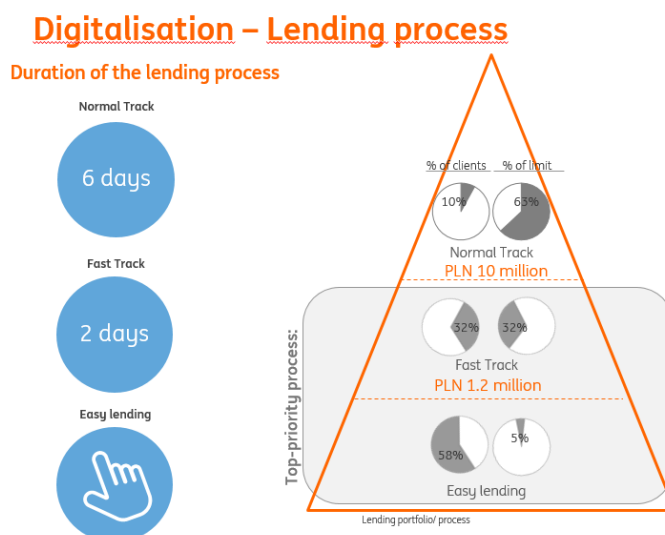 Digitalisation – Lending process
Duration of the lending process
Normal Track
6 days
Fast Track
2 days
Easy lending
% of clients % of limit
10% 63%
Normal Track
PLN 10 million
32% 32%
Fast Track
PLN 1.2 million
58% 5%
Easy lending
Top-priority process:
Lending portfolio/ process